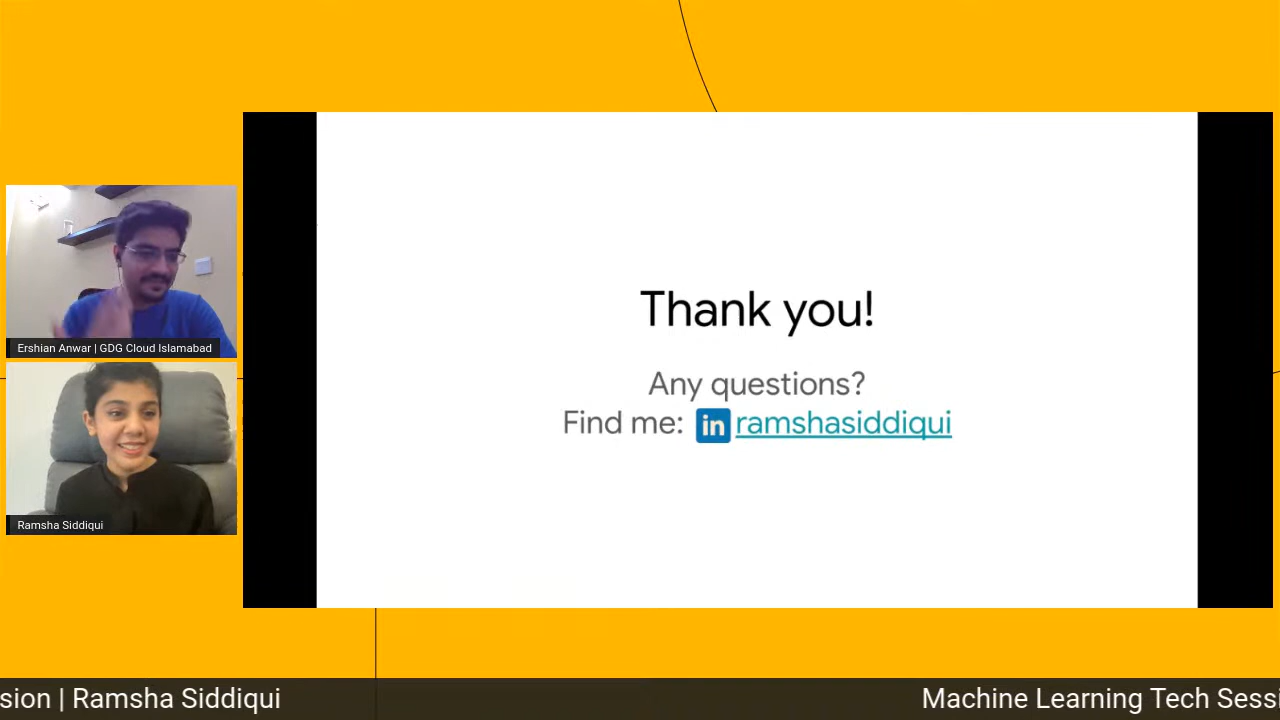 Thank you!
Any questions?
Find me: in ramshasiddiqui
Ershian Anwar | GDG Cloud Islamabad
Ramsha Siddiqui
sion | Ramsha Siddiqui
Machine Learning Tech Sessi